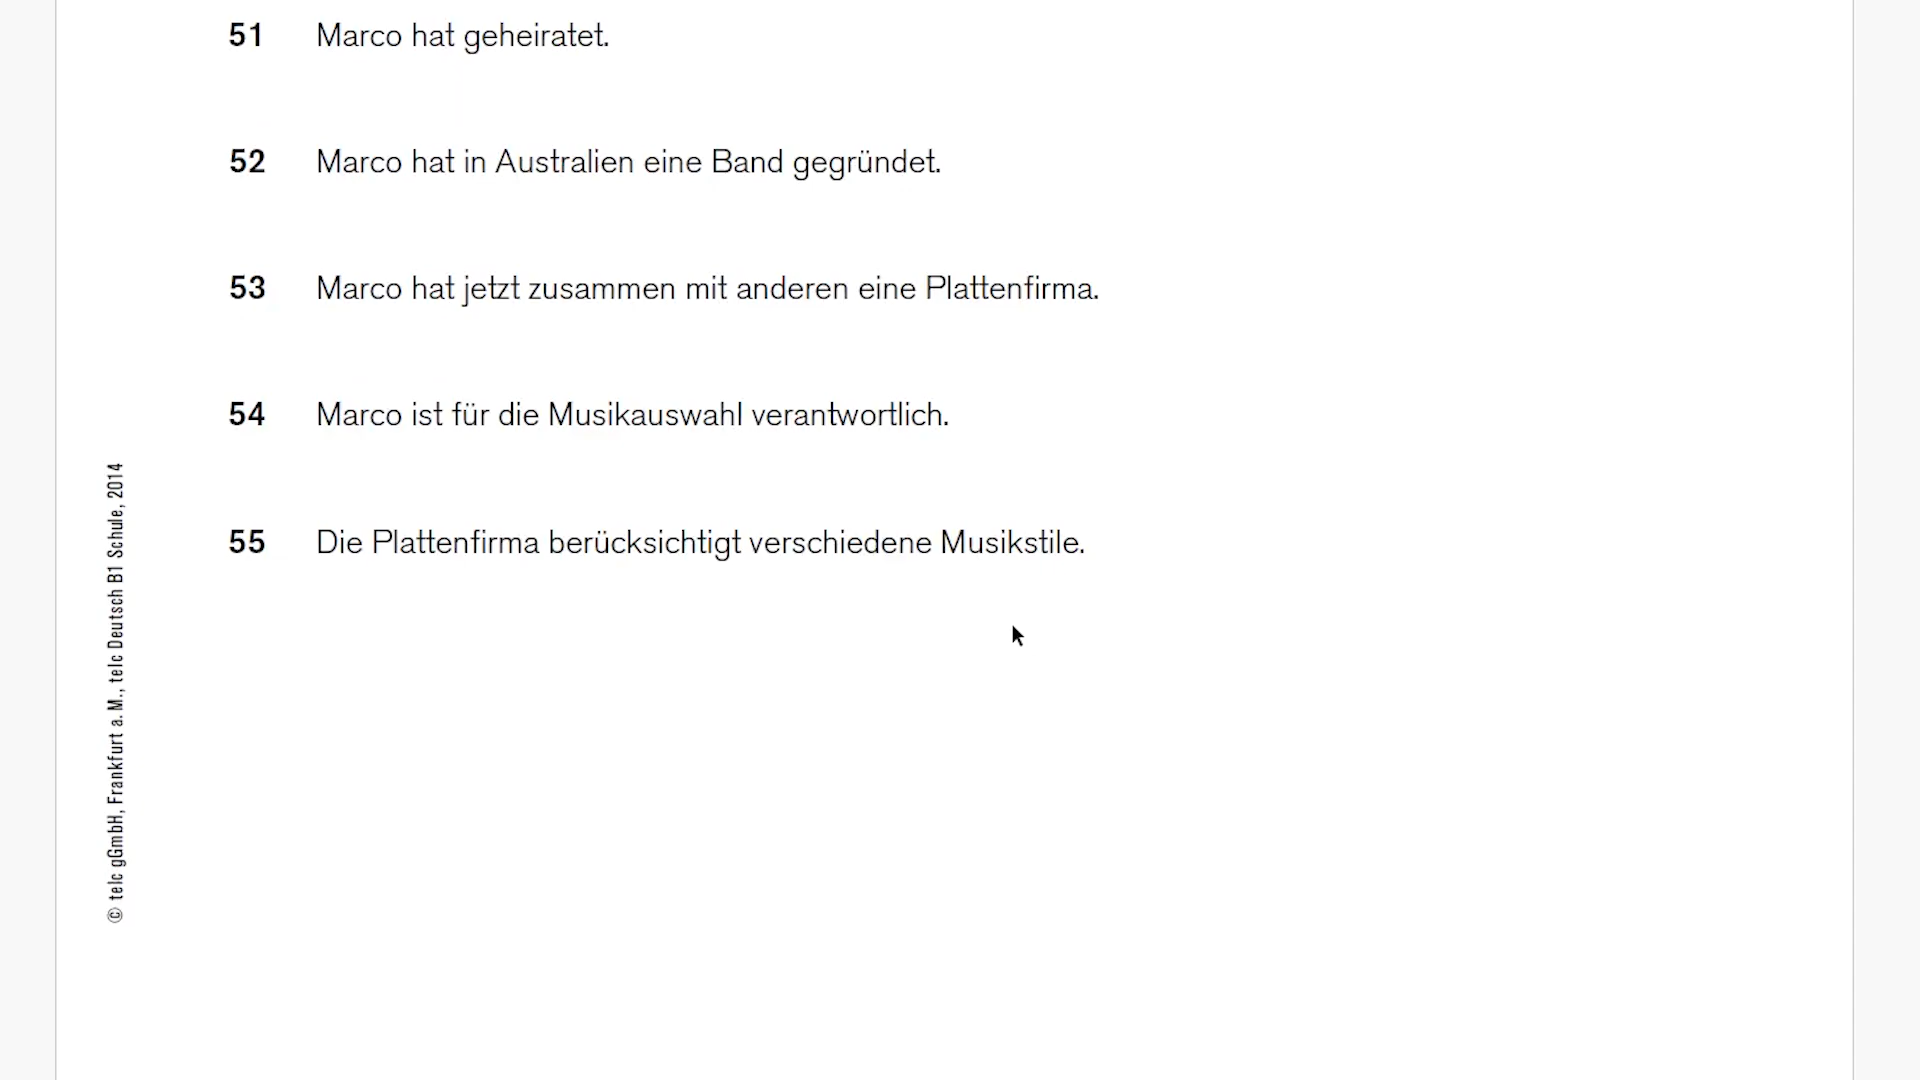 51 Marco hat geheiratet.
52 Marco hat in Australien eine Band gegründet.
53 Marco hat jetzt zusammen mit anderen eine Plattenfirma.
54 Marco ist für die Musikauswahl verantwortlich.
55 Die Plattenfirma berücksichtigt verschiedene Musikstile.
© telc gGmbH, Frankfurt a. M., telc Deutsch B1 Schule, 2014